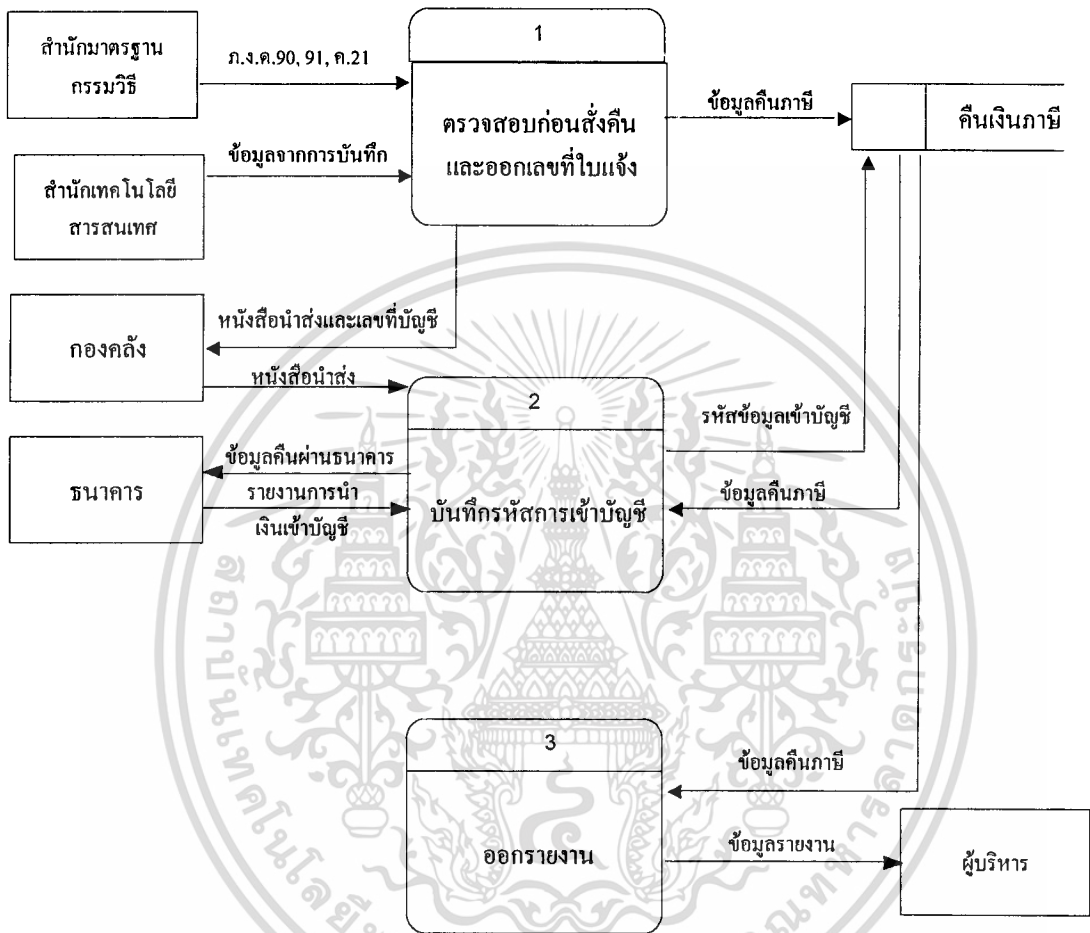 สำนักมาตรฐาน
กรรมวิธี
ภ.ง.ด.90, 91, ค.21
1
ตรวจสอบก่อนสั่งคืน
และออกเลขที่ใบแจ้ง
ข้อมูลคืนภาษี
คืนเงินภาษี
สำนักเทคโนโลยี
สารสนเทศ
ข้อมูลจากการบันทึก
กองคลัง
หนังสือนำส่งและเลขที่บัญชี
หนังสือนำส่ง
2
บันทึกรหัสการเข้าบัญชี
รหัสข้อมูลเข้าบัญชี
ข้อมูลคืนภาษี
ธนาคาร
ข้อมูลคืนผ่านธนาคาร
รายงานการนำ
เงินเข้าบัญชี
3
ออกรายงาน
ข้อมูลคืนภาษี
ข้อมูลรายงาน
ผู้บริหาร